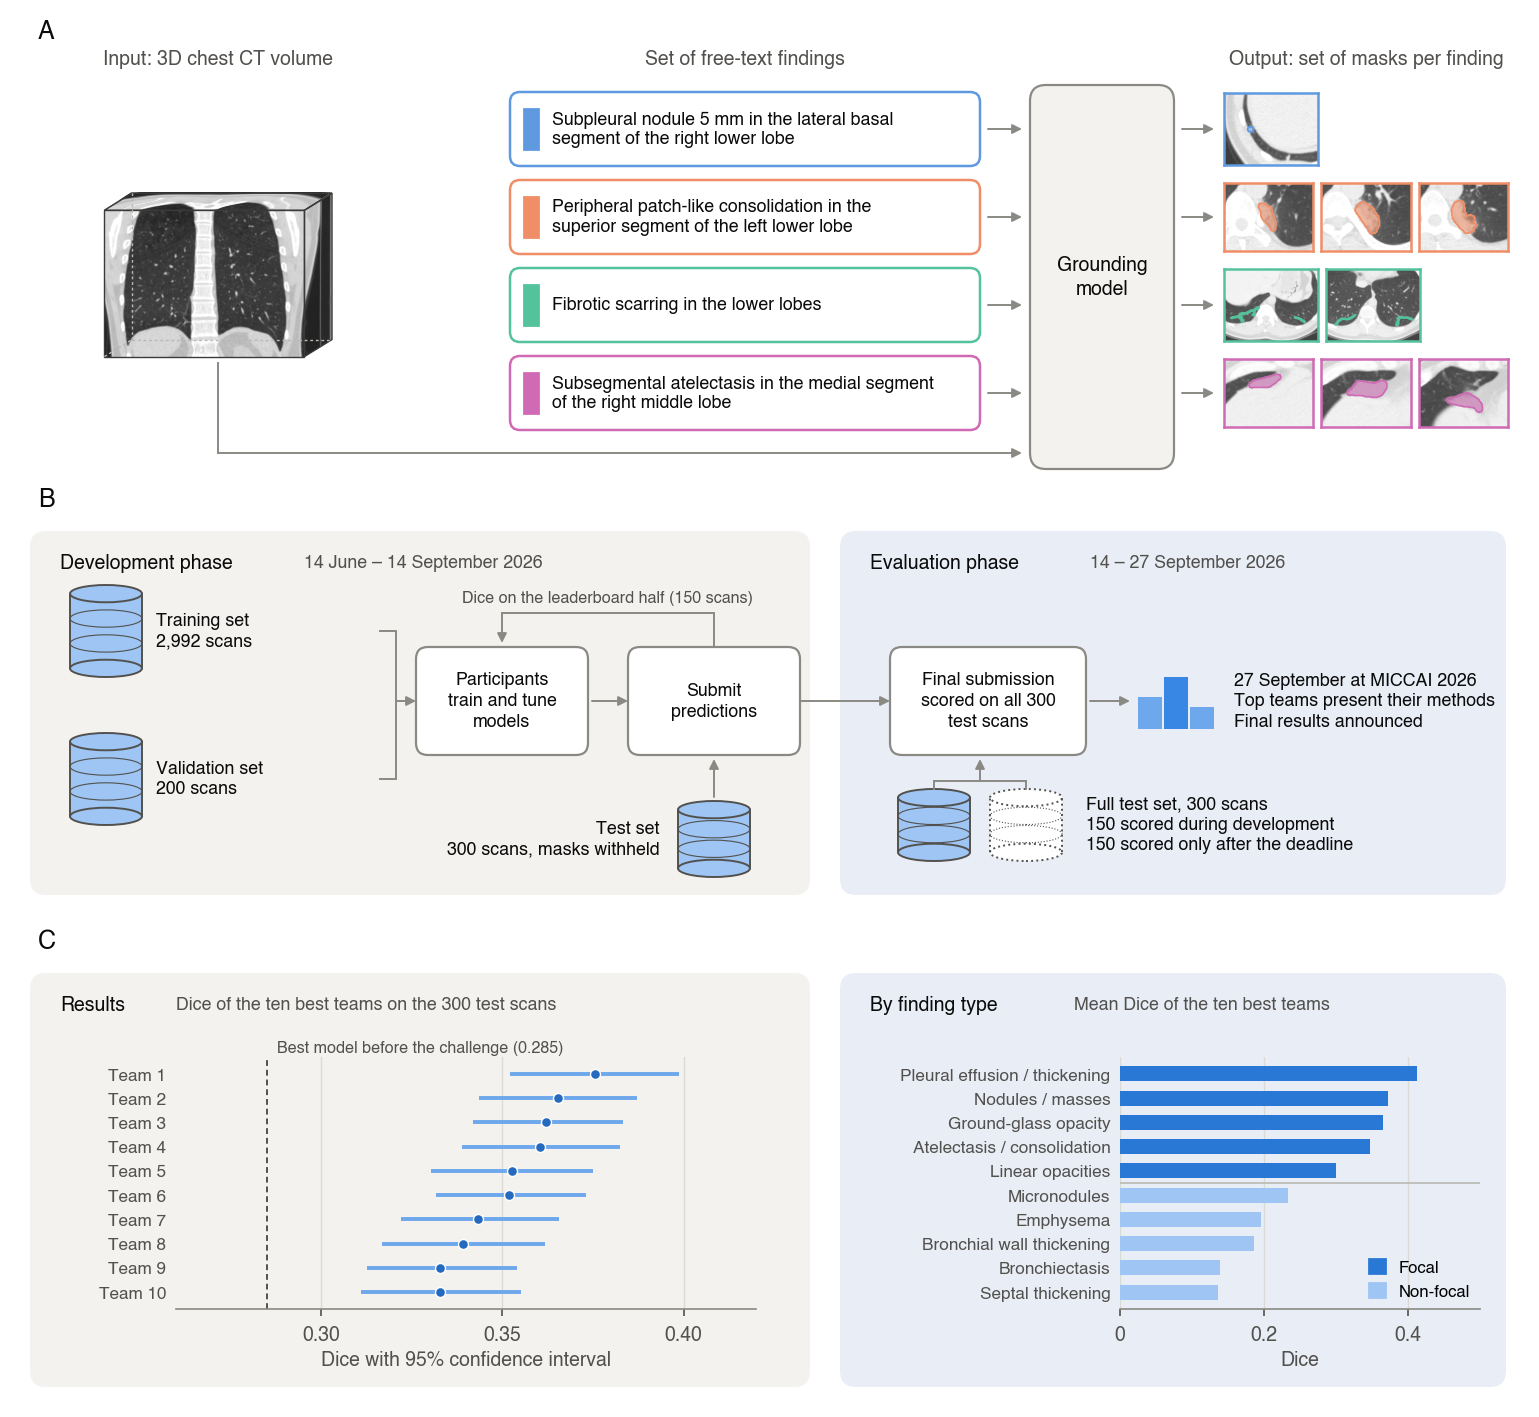 A
Input: 3D chest CT volume
Set of free-text findings
Output: set of masks per finding
Subpleural nodule 5 mm in the lateral basal
segment of the right lower lobe
Peripheral patch-like consolidation in the
superior segment of the left lower lobe
Fibrotic scarring in the lower lobes
Subsegmental atelectasis in the medial segment
of the right middle lobe
Grounding
model
B
Development phase
14 June – 14 September 2026
Training set
2,992 scans
Validation set
200 scans
Dice on the leaderboard half (150 scans)
Participants
train and tune
models
Submit
predictions
Test set
300 scans, masks withheld
Evaluation phase
14 – 27 September 2026
Final submission
scored on all 300
test scans
27 September at MICCAI 2026
Top teams present their methods
Final results announced
Full test set, 300 scans
150 scored during development
150 scored only after the deadline
C
Results
Dice of the ten best teams on the 300 test scans
Best model before the challenge (0.285)
Team 1
Team 2
Team 3
Team 4
Team 5
Team 6
Team 7
Team 8
Team 9
Team 10
0.30
0.35
0.40
Dice with 95% confidence interval
By finding type
Mean Dice of the ten best teams
Pleural effusion / thickening
Nodules / masses
Ground-glass opacity
Atelectasis / consolidation
Linear opacities
Micronodules
Emphysema
Bronchial wall thickening
Bronchiectasis
Septal thickening
Focal
Non-focal
0
0.2
0.4
Dice